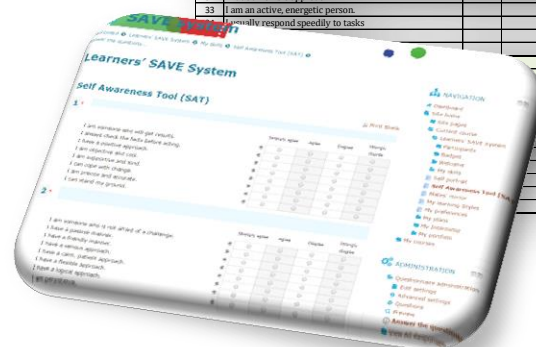 33 I am an active, energetic person.
I usually respond speedily to tasks
SAVE System
Learners' SAVE System
Self Awareness Tool (SAT)
1
Strongly agree Agree Disagree Strongly disagree
I am someone who will get results.
I always check the facts before acting.
I have a positive approach.
I am objective and cool.
I am supportive and kind.
I can cope with change.
I am precise and accurate.
I can stand my ground.
2
Strongly agree Agree Disagree Strongly disagree
I am someone who is not afraid of a challenge.
I have a passive manner.
I have a friendly manner.
I have a serious approach.
I have a calm, patient approach.
I have a flexible approach.
I have a logical approach.
NAVIGATION
Dashboard
Site home
Site pages
Current course
Learners' SAVE System
Participants
Badges
Welcome
My skills
Self portrait
Self Awareness Tool (SA
My working styles
My preferences
My plans
My bookcase
My portfolio
My courses
ADMINISTRATION
Questionnaire administration
Edit settings
Advanced settings
Questions
Preview
Answer the questions